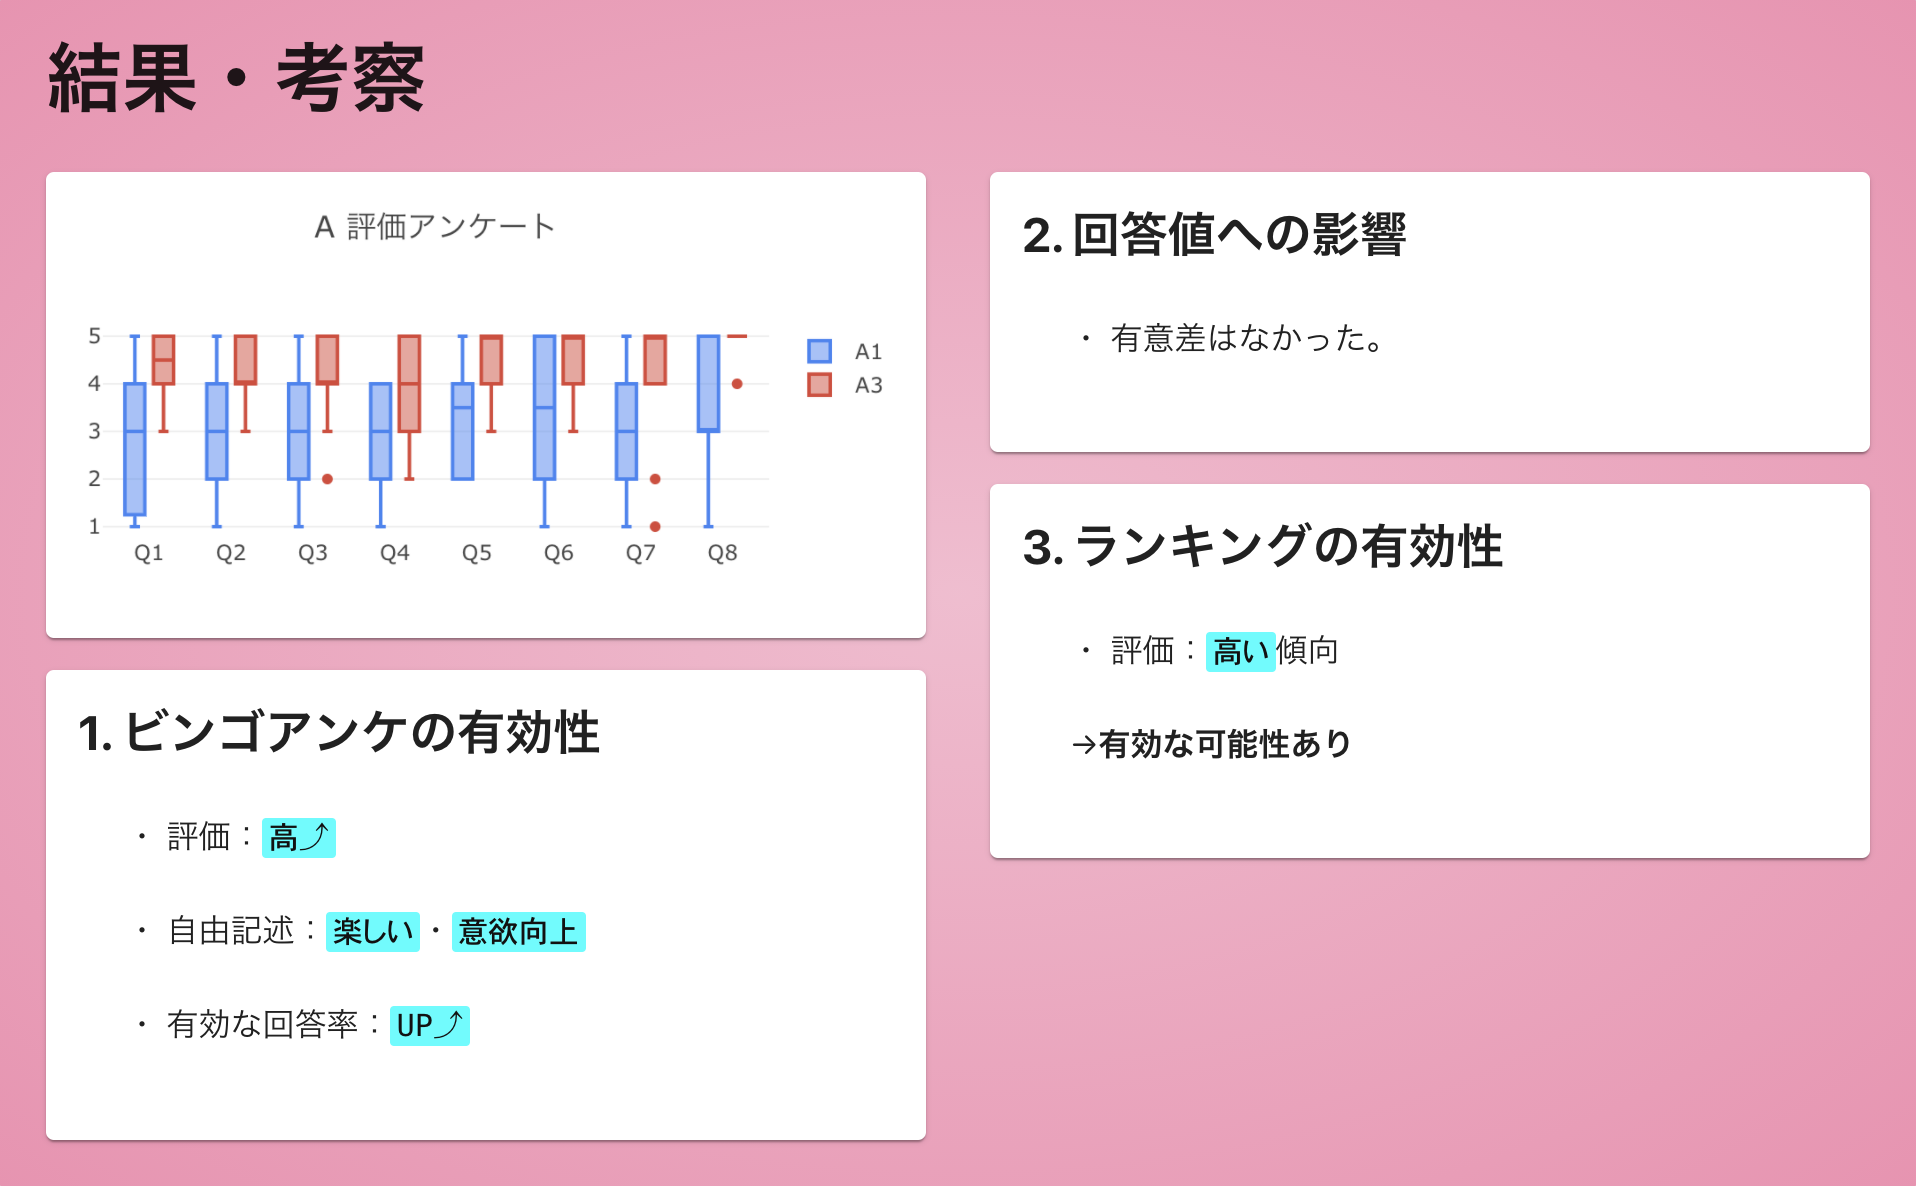 結果・考察
A 評価アンケート
5
4
3
2
1
Q1 Q2 Q3 Q4 Q5 Q6 Q7 Q8
A1
A3
1. ビンゴアンケの有効性
・ 評価：高⤴
・ 自由記述：楽しい・意欲向上
・ 有効な回答率：UP⤴
2. 回答値への影響
・ 有意差はなかった。
3. ランキングの有効性
・ 評価：高い傾向
→有効な可能性あり